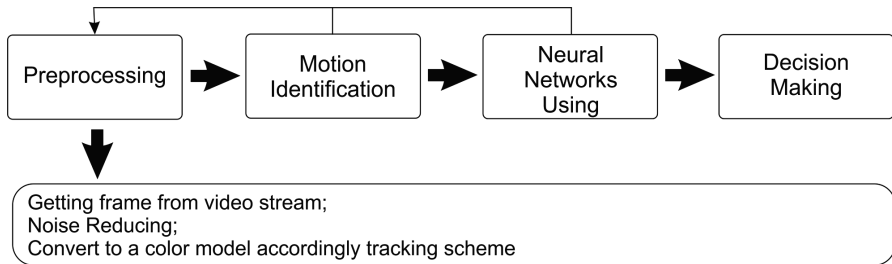 Preprocessing
Motion
Identification
Neural
Networks
Using
Decision
Making
Getting frame from video stream;
Noise Reducing;
Convert to a color model accordingly tracking scheme